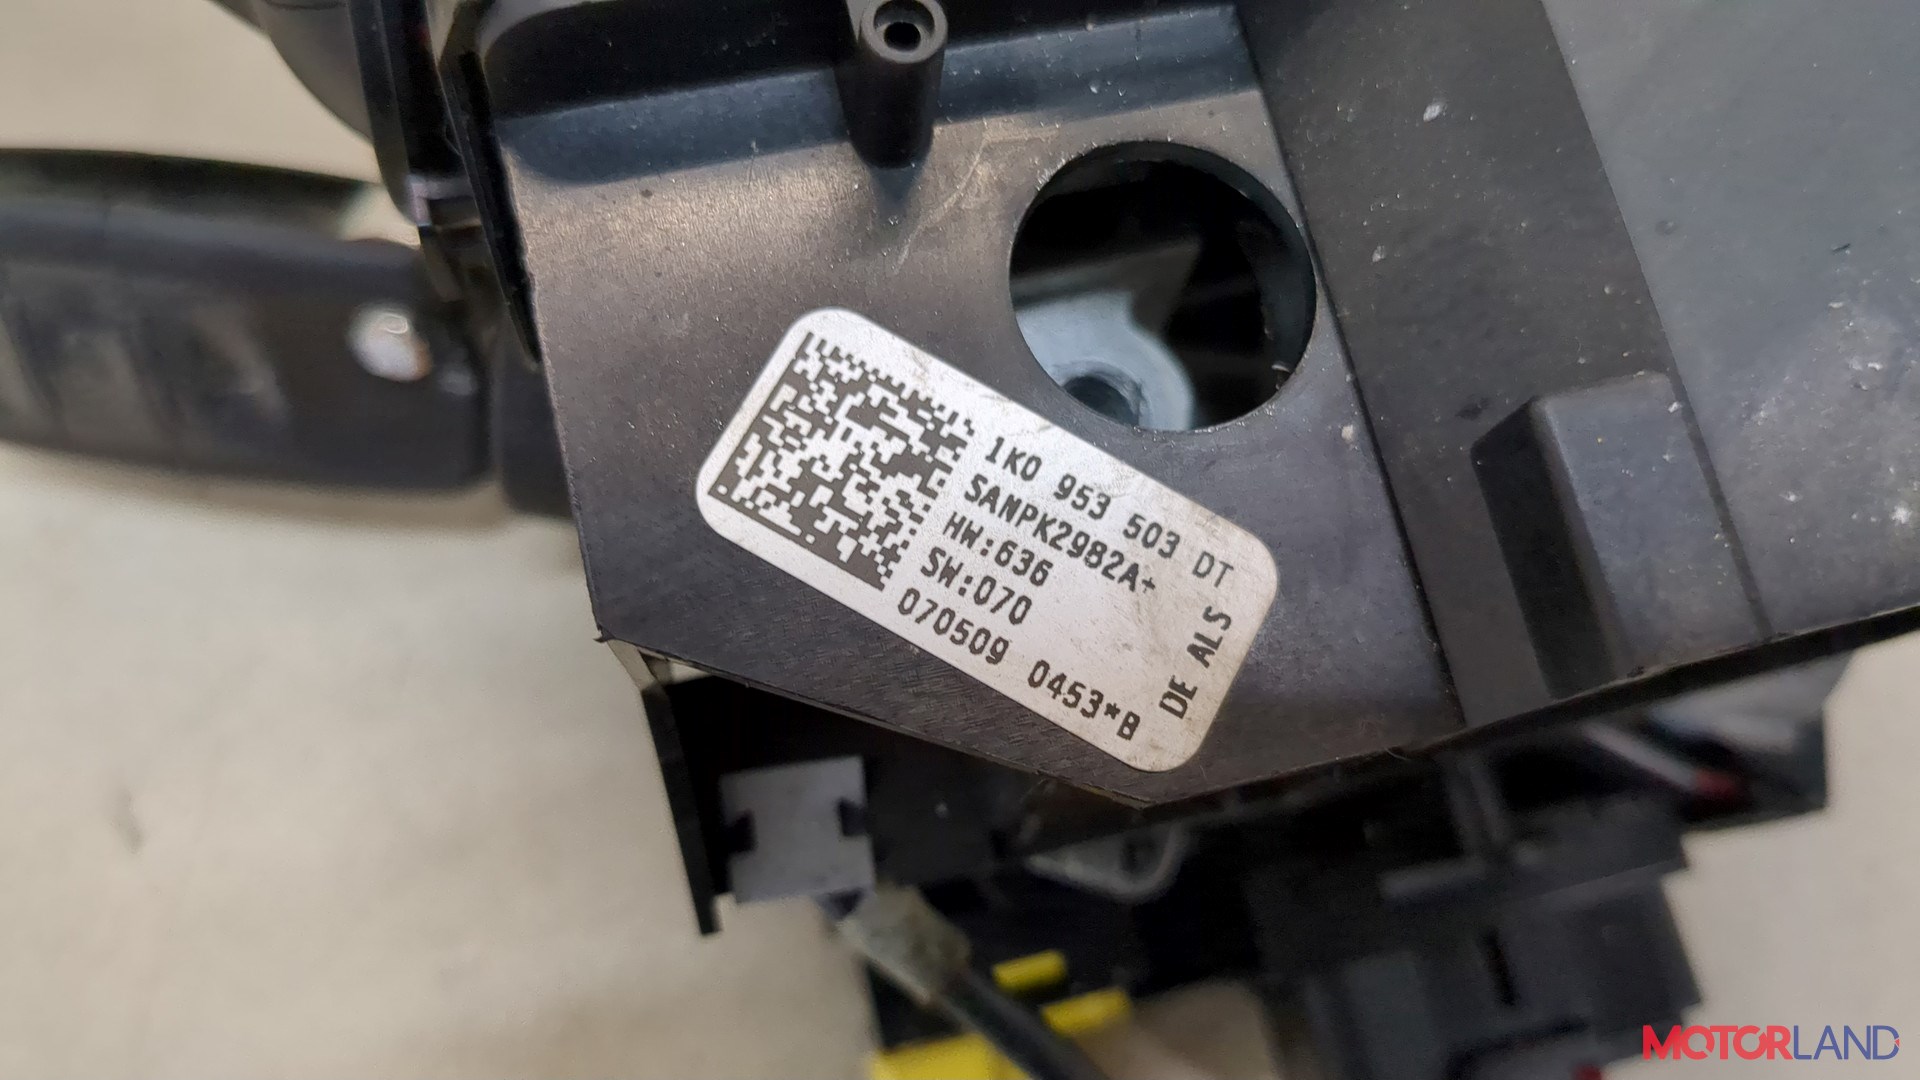 1K0 953 503 DT
SANPK2982A+
HW:636
SW:070
070509 0453*B
DE ALS
MOTORLAND